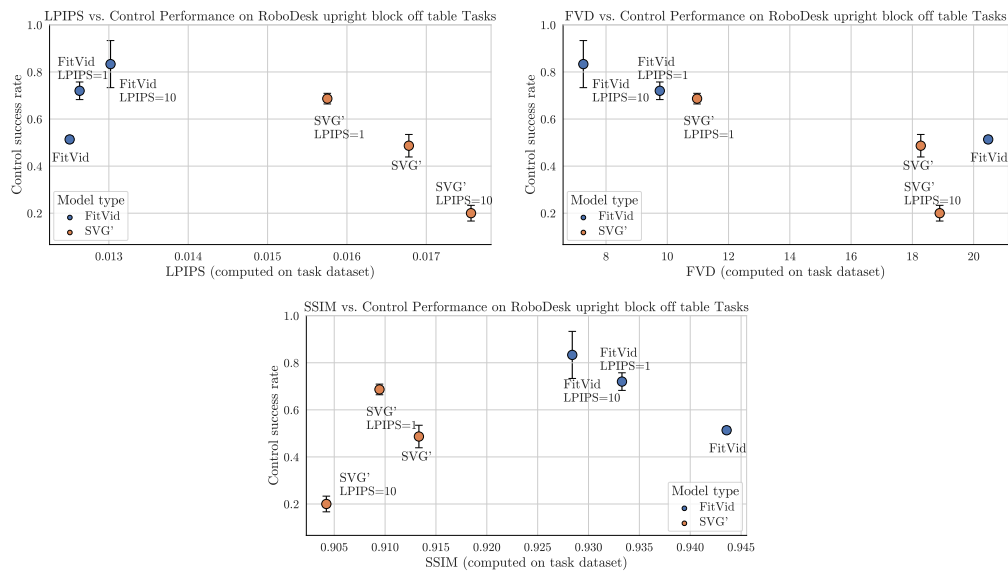 LPIPS vs. Control Performance on RoboDesk upright block off table Tasks
Control success rate
1.0
0.8
0.6
0.4
0.2
FitVid
LPIPS=1
FitVid
LPIPS=10
FitVid
SVG'
LPIPS=1
SVG'
SVG'
LPIPS=10
Model type
FitVid
SVG'
0.013
0.014
0.015
0.016
0.017
LPIPS (computed on task dataset)
FVD vs. Control Performance on RoboDesk upright block off table Tasks
Control success rate
1.0
0.8
0.6
0.4
0.2
FitVid
LPIPS=10
FitVid
LPIPS=1
SVG'
LPIPS=1
SVG'
FitVid
SVG'
LPIPS=10
Model type
FitVid
SVG'
8
10
12
14
16
18
20
FVD (computed on task dataset)
SSIM vs. Control Performance on RoboDesk upright block off table Tasks
Control success rate
1.0
0.8
0.6
0.4
0.2
FitVid
LPIPS=10
FitVid
LPIPS=1
SVG'
LPIPS=1
SVG'
FitVid
SVG'
LPIPS=10
Model type
FitVid
SVG'
0.905
0.910
0.915
0.920
0.925
0.930
0.935
0.940
0.945
SSIM (computed on task dataset)